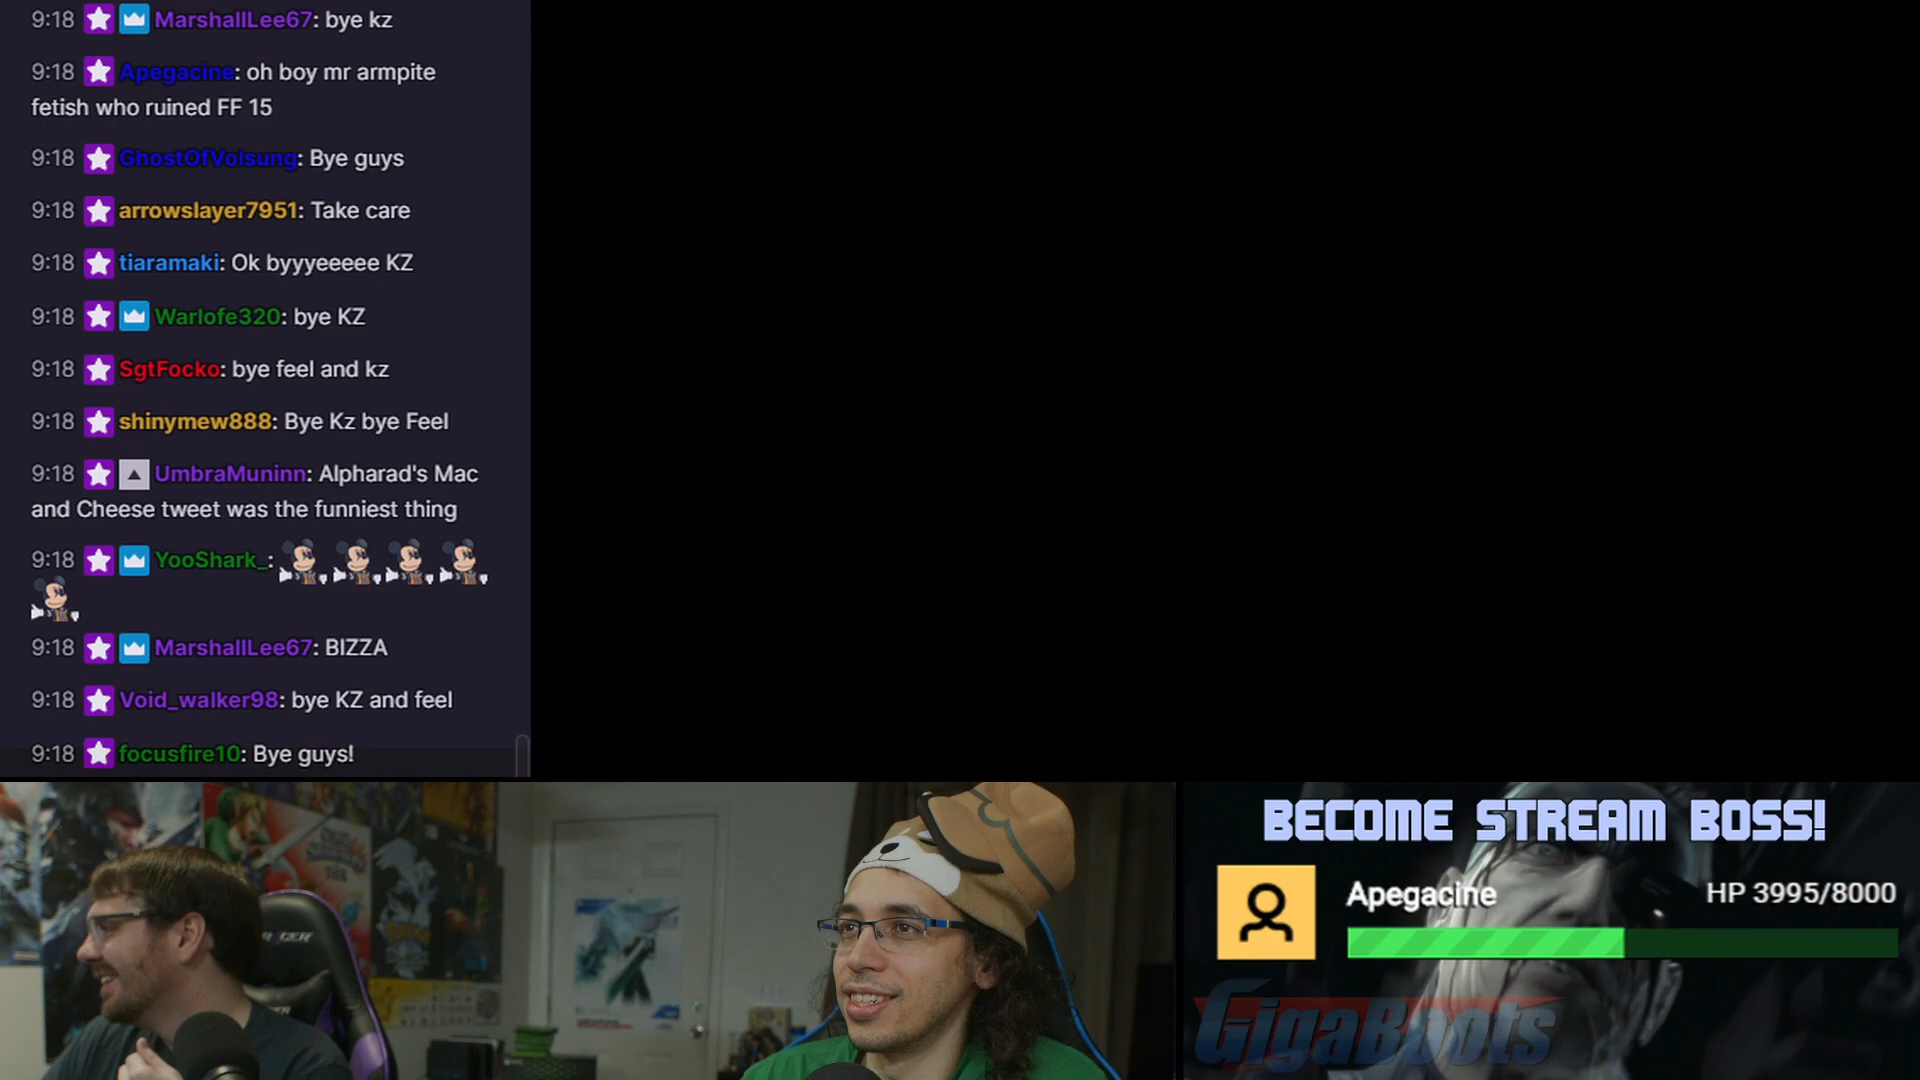 9:18 MarshallLee67: bye kz
9:18 Apegacine: oh boy mr armpite
fetish who ruined FF 15
9:18 GhostOfVolsung: Bye guys
9:18 arrowslayer7951: Take care
9:18 tiaramaki: Ok byyyeeeee KZ
9:18 Warlofe320: bye KZ
9:18 SgtFocko: bye feel and kz
9:18 shinymew888: Bye Kz bye Feel
9:18 UmbraMuninn: Alpharad's Mac
and Cheese tweet was the funniest thing
9:18 YooShark_:
9:18 MarshallLee67: BIZZA
9:18 Void_walker98: bye KZ and feel
9:18 focusfire10: Bye guys!
BECOME STREAM BOSS!
Apegacine HP 3995/8000
GigaBoots